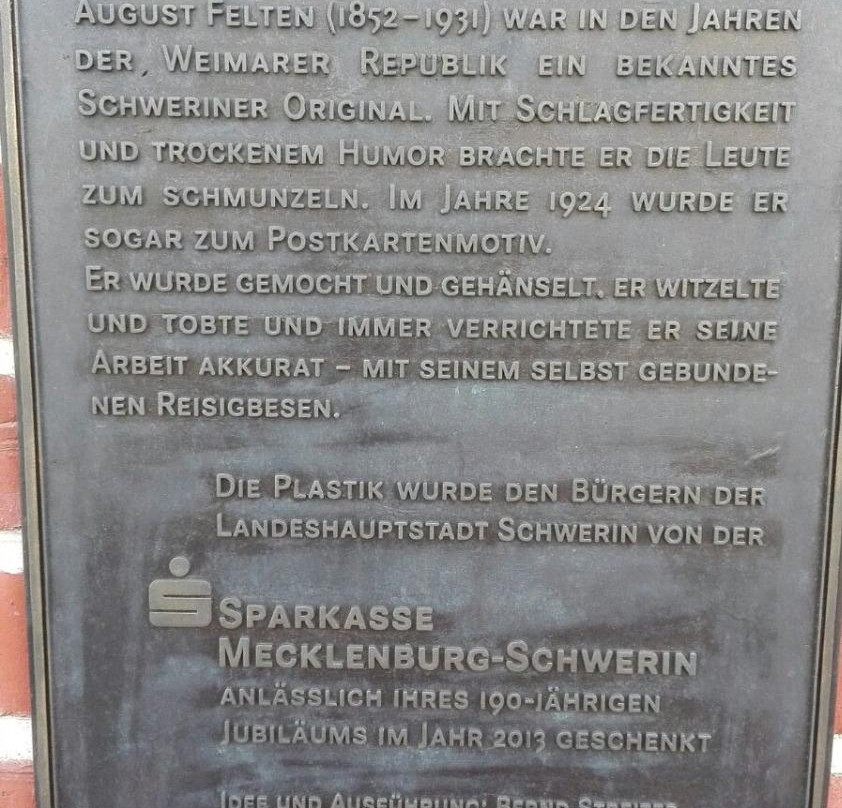 August Felten (1852–1931) war in den Jahren
der Weimarer Republik ein bekanntes
Schweriner Original. Mit Schlagfertigkeit
und trockenem Humor brachte er die Leute
zum Schmunzeln. Im Jahre 1924 wurde er
sogar zum Postkartenmotiv.
Er wurde gemocht und gehänselt, er witzelte
und tobte und immer verrichtete er seine
Arbeit akkurat – mit seinem selbst gebunde-
nen Reisigbesen.
Die Plastik wurde den Bürgern der
Landeshauptstadt Schwerin von der
Sparkasse
Mecklenburg-Schwerin
anlässlich ihres 190-jährigen
Jubiläums im Jahr 2013 geschenkt
Idee und Ausführung: Bernd